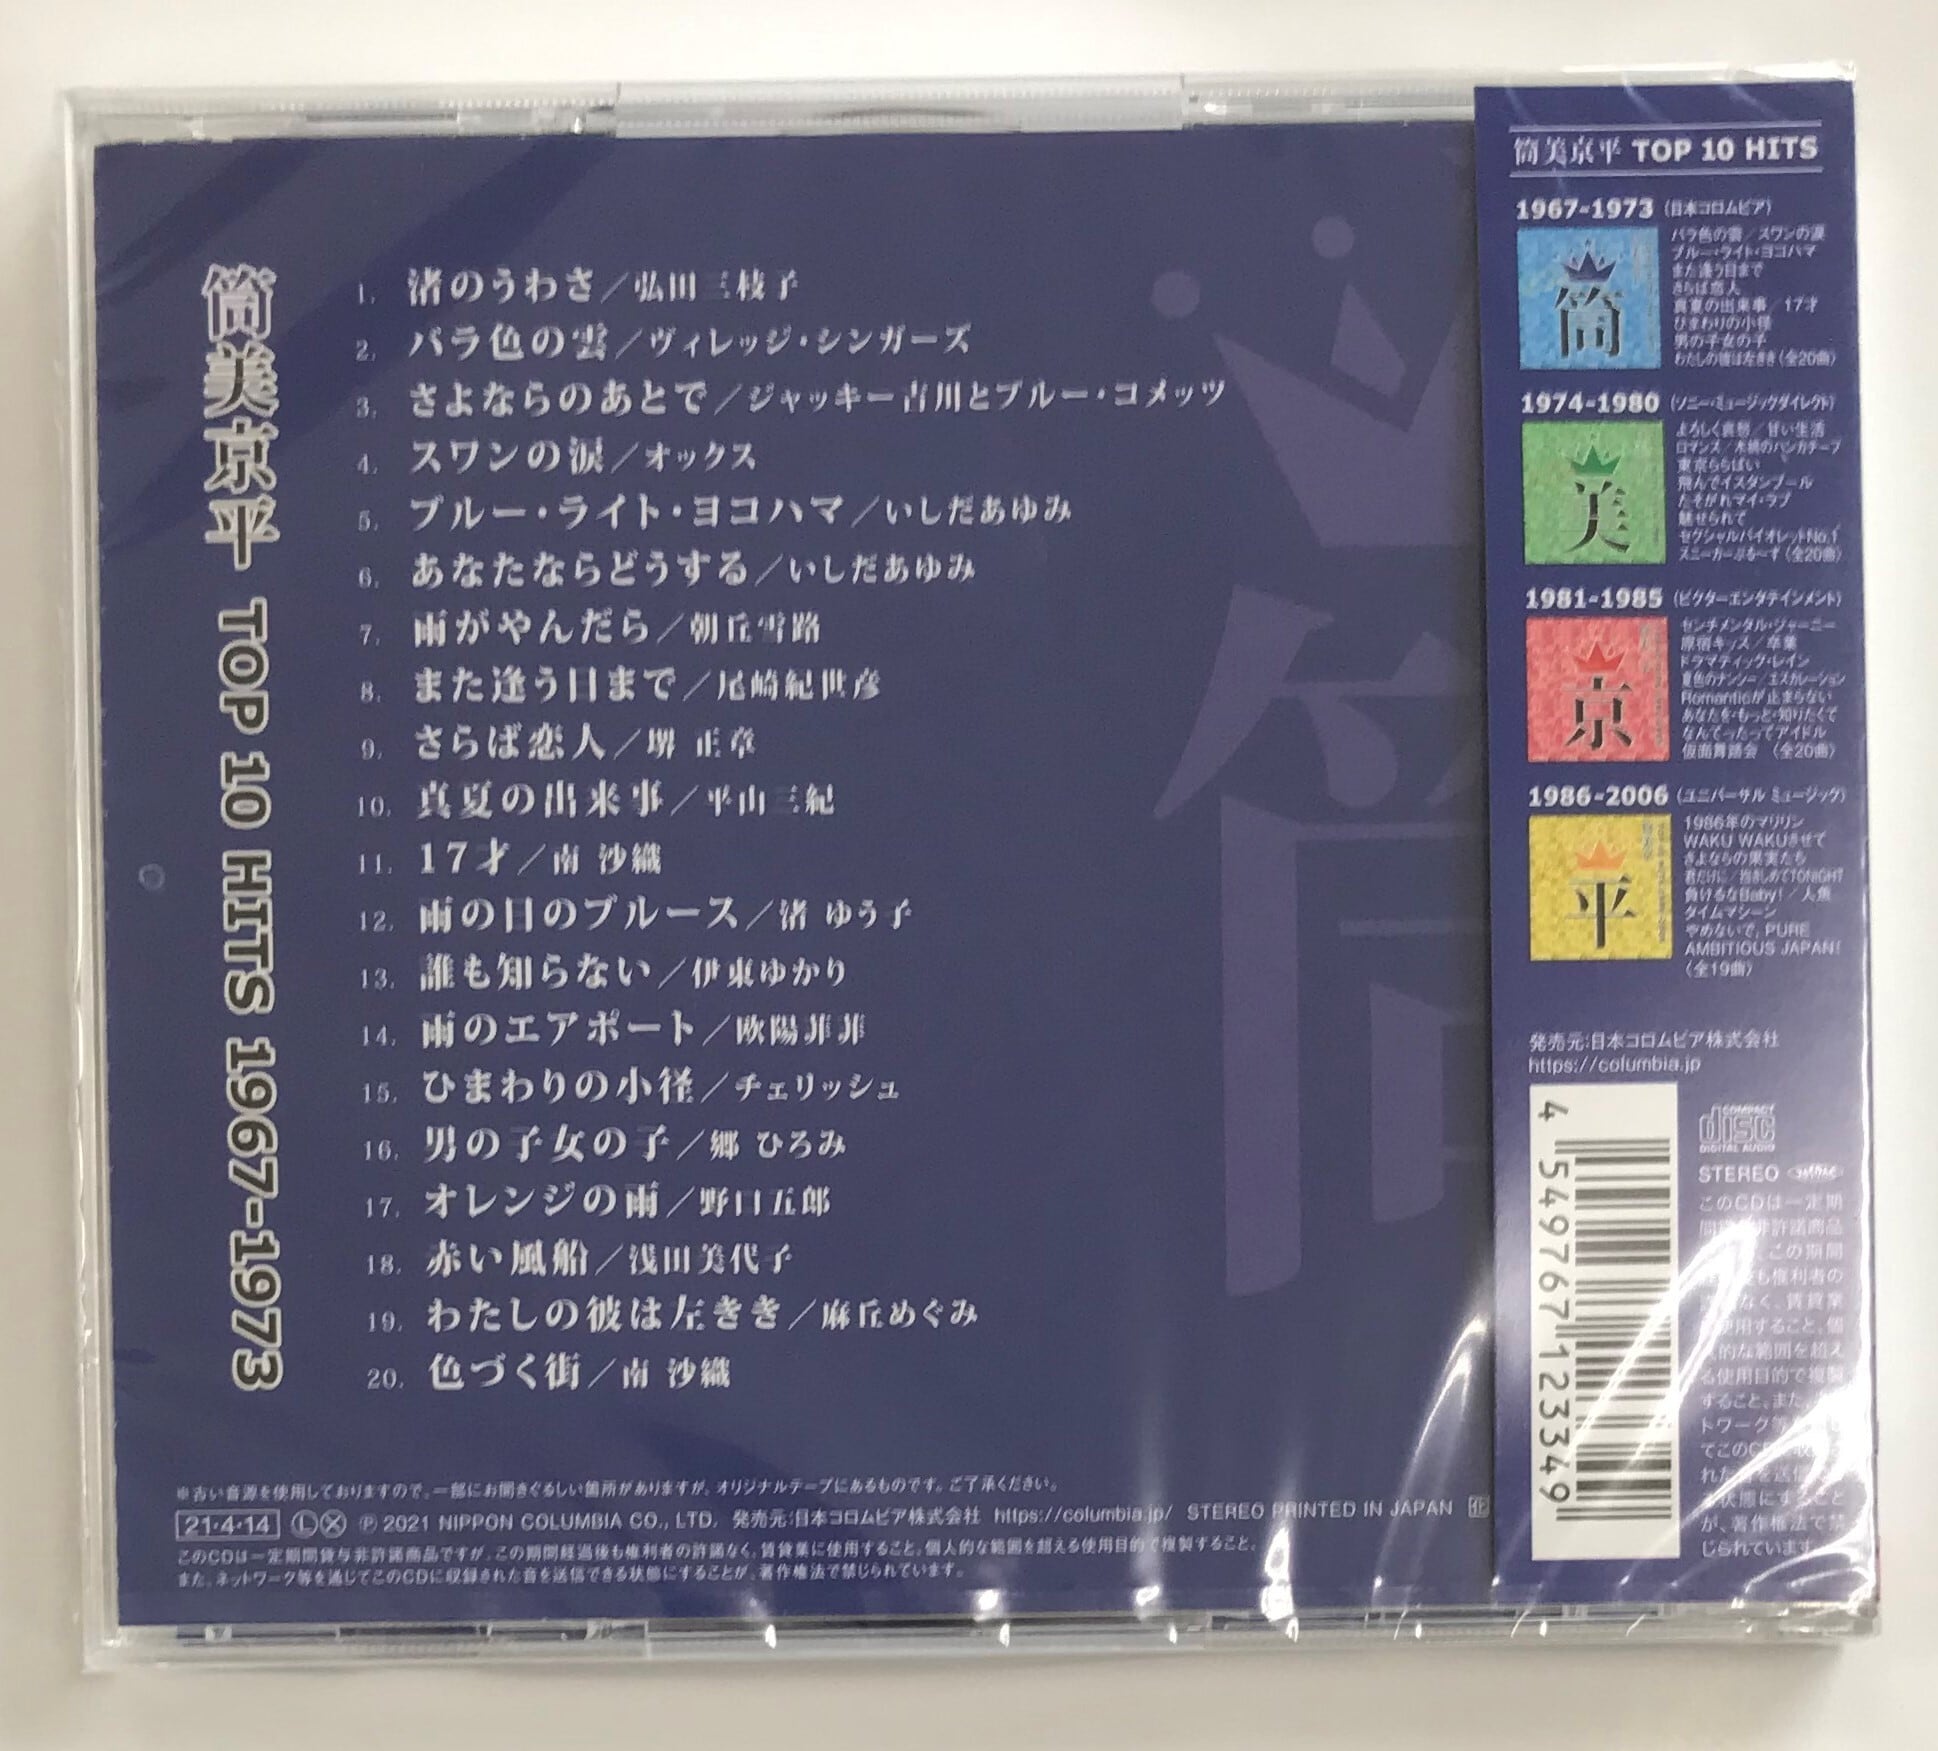 筒美京平 TOP 10 HITS 1967-1973
1. 渚のうわさ／弘田三枝子
2. バラ色の雲／ヴィレッジ・シンガーズ
3. さよならのあとで／ジャッキー吉川とブルー・コメッツ
4. スワンの涙／オックス
5. ブルー・ライト・ヨコハマ／いしだあゆみ
6. あなたならどうする／いしだあゆみ
7. 雨がやんだら／朝丘雪路
8. また逢う日まで／尾崎紀世彦
9. さらば恋人／堺 正章
10. 真夏の出来事／平山三紀
11. 17才／南 沙織
12. 雨の日のブルース／渚 ゆう子
13. 誰も知らない／伊東ゆかり
14. 雨のエアポート／欧陽菲菲
15. ひまわりの小径／チェリッシュ
16. 男の子女の子／郷 ひろみ
17. オレンジの雨／野口五郎
18. 赤い風船／浅田美代子
19. わたしの彼は左きき／麻丘めぐみ
20. 色づく街／南 沙織
※古い音源を使用しておりますので、一部にお聞きぐるしい箇所がありますが、オリジナルテープにあるものです。ご了承ください。
21・4・14 Ⓛ Ⓧ ℗ 2021 NIPPON COLUMBIA CO., LTD. 発売元:日本コロムビア株式会社 https://columbia.jp/ STEREO PRINTED IN JAPAN
このCDは一定期間貸与非許諾商品ですが、この期間経過後も権利者の許諾なく、賃貸業に使用すること、個人的な範囲を超える使用目的で複製すること、
また、ネットワーク等を通じてこのCDに収録された音を送信できる状態にすることが、著作権法で禁じられています。
筒
筒美京平 TOP 10 HITS
1967-1973 (日本コロムビア)
筒
バラ色の雲／スワンの涙
ブルー・ライト・ヨコハマ
また逢う日まで
さらば恋人
真夏の出来事／17才
ひまわりの小径
男の子女の子
わたしの彼は左きき (全20曲)
1974-1980 (ソニー・ミュージックダイレクト)
美
よろしく哀愁／甘い生活
ロマンス／木綿のハンカチーフ
東京ららばい
飛んでイスタンブール
たそがれマイ・ラブ
魅せられて
セクシャルバイオレットNo.1
スニーカーぶる〜す (全20曲)
1981-1985 (ビクターエンタテインメント)
京
センチメンタル・ジャーニー
原宿キッス／卒業
ドラマティック・レイン
夏色のナンシー／エスカレーション
Romanticが止まらない
あなたを・もっと・知りたくて
なんてったってアイドル
仮面舞踏会 (全20曲)
1986-2006 (ユニバーサル ミュージック)
平
1986年のマリリン
WAKU WAKUさせて
さよならの果実たち
君だけに／抱きしめてTONIGHT
負けるなBaby!／人魚
タイムマシーン
やめないで, PURE
AMBITIOUS JAPAN!
(全19曲)
発売元:日本コロムビア株式会社
https://columbia.jp
4 549767 123349
COMPACT
disc
DIGITAL AUDIO
STEREO
このCDは一定期